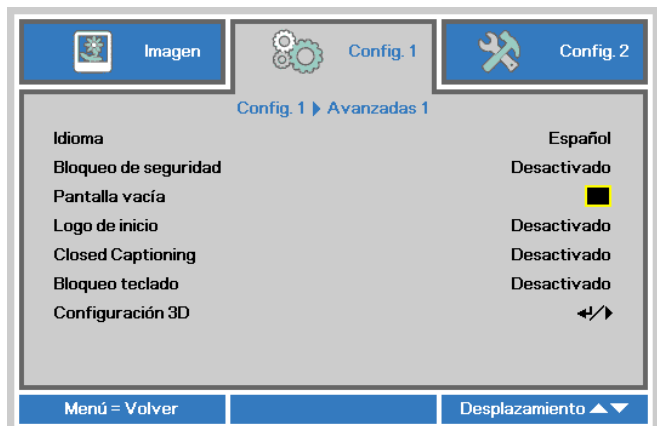 Imagen
Config. 1
Config. 2
Config. 1 ▶ Avanzadas 1
Idioma Español
Bloqueo de seguridad Desactivado
Pantalla vacía
Logo de inicio Desactivado
Closed Captioning Desactivado
Bloqueo teclado Desactivado
Configuración 3D ↵/▶
Menú = Volver
Desplazamiento ▲▼